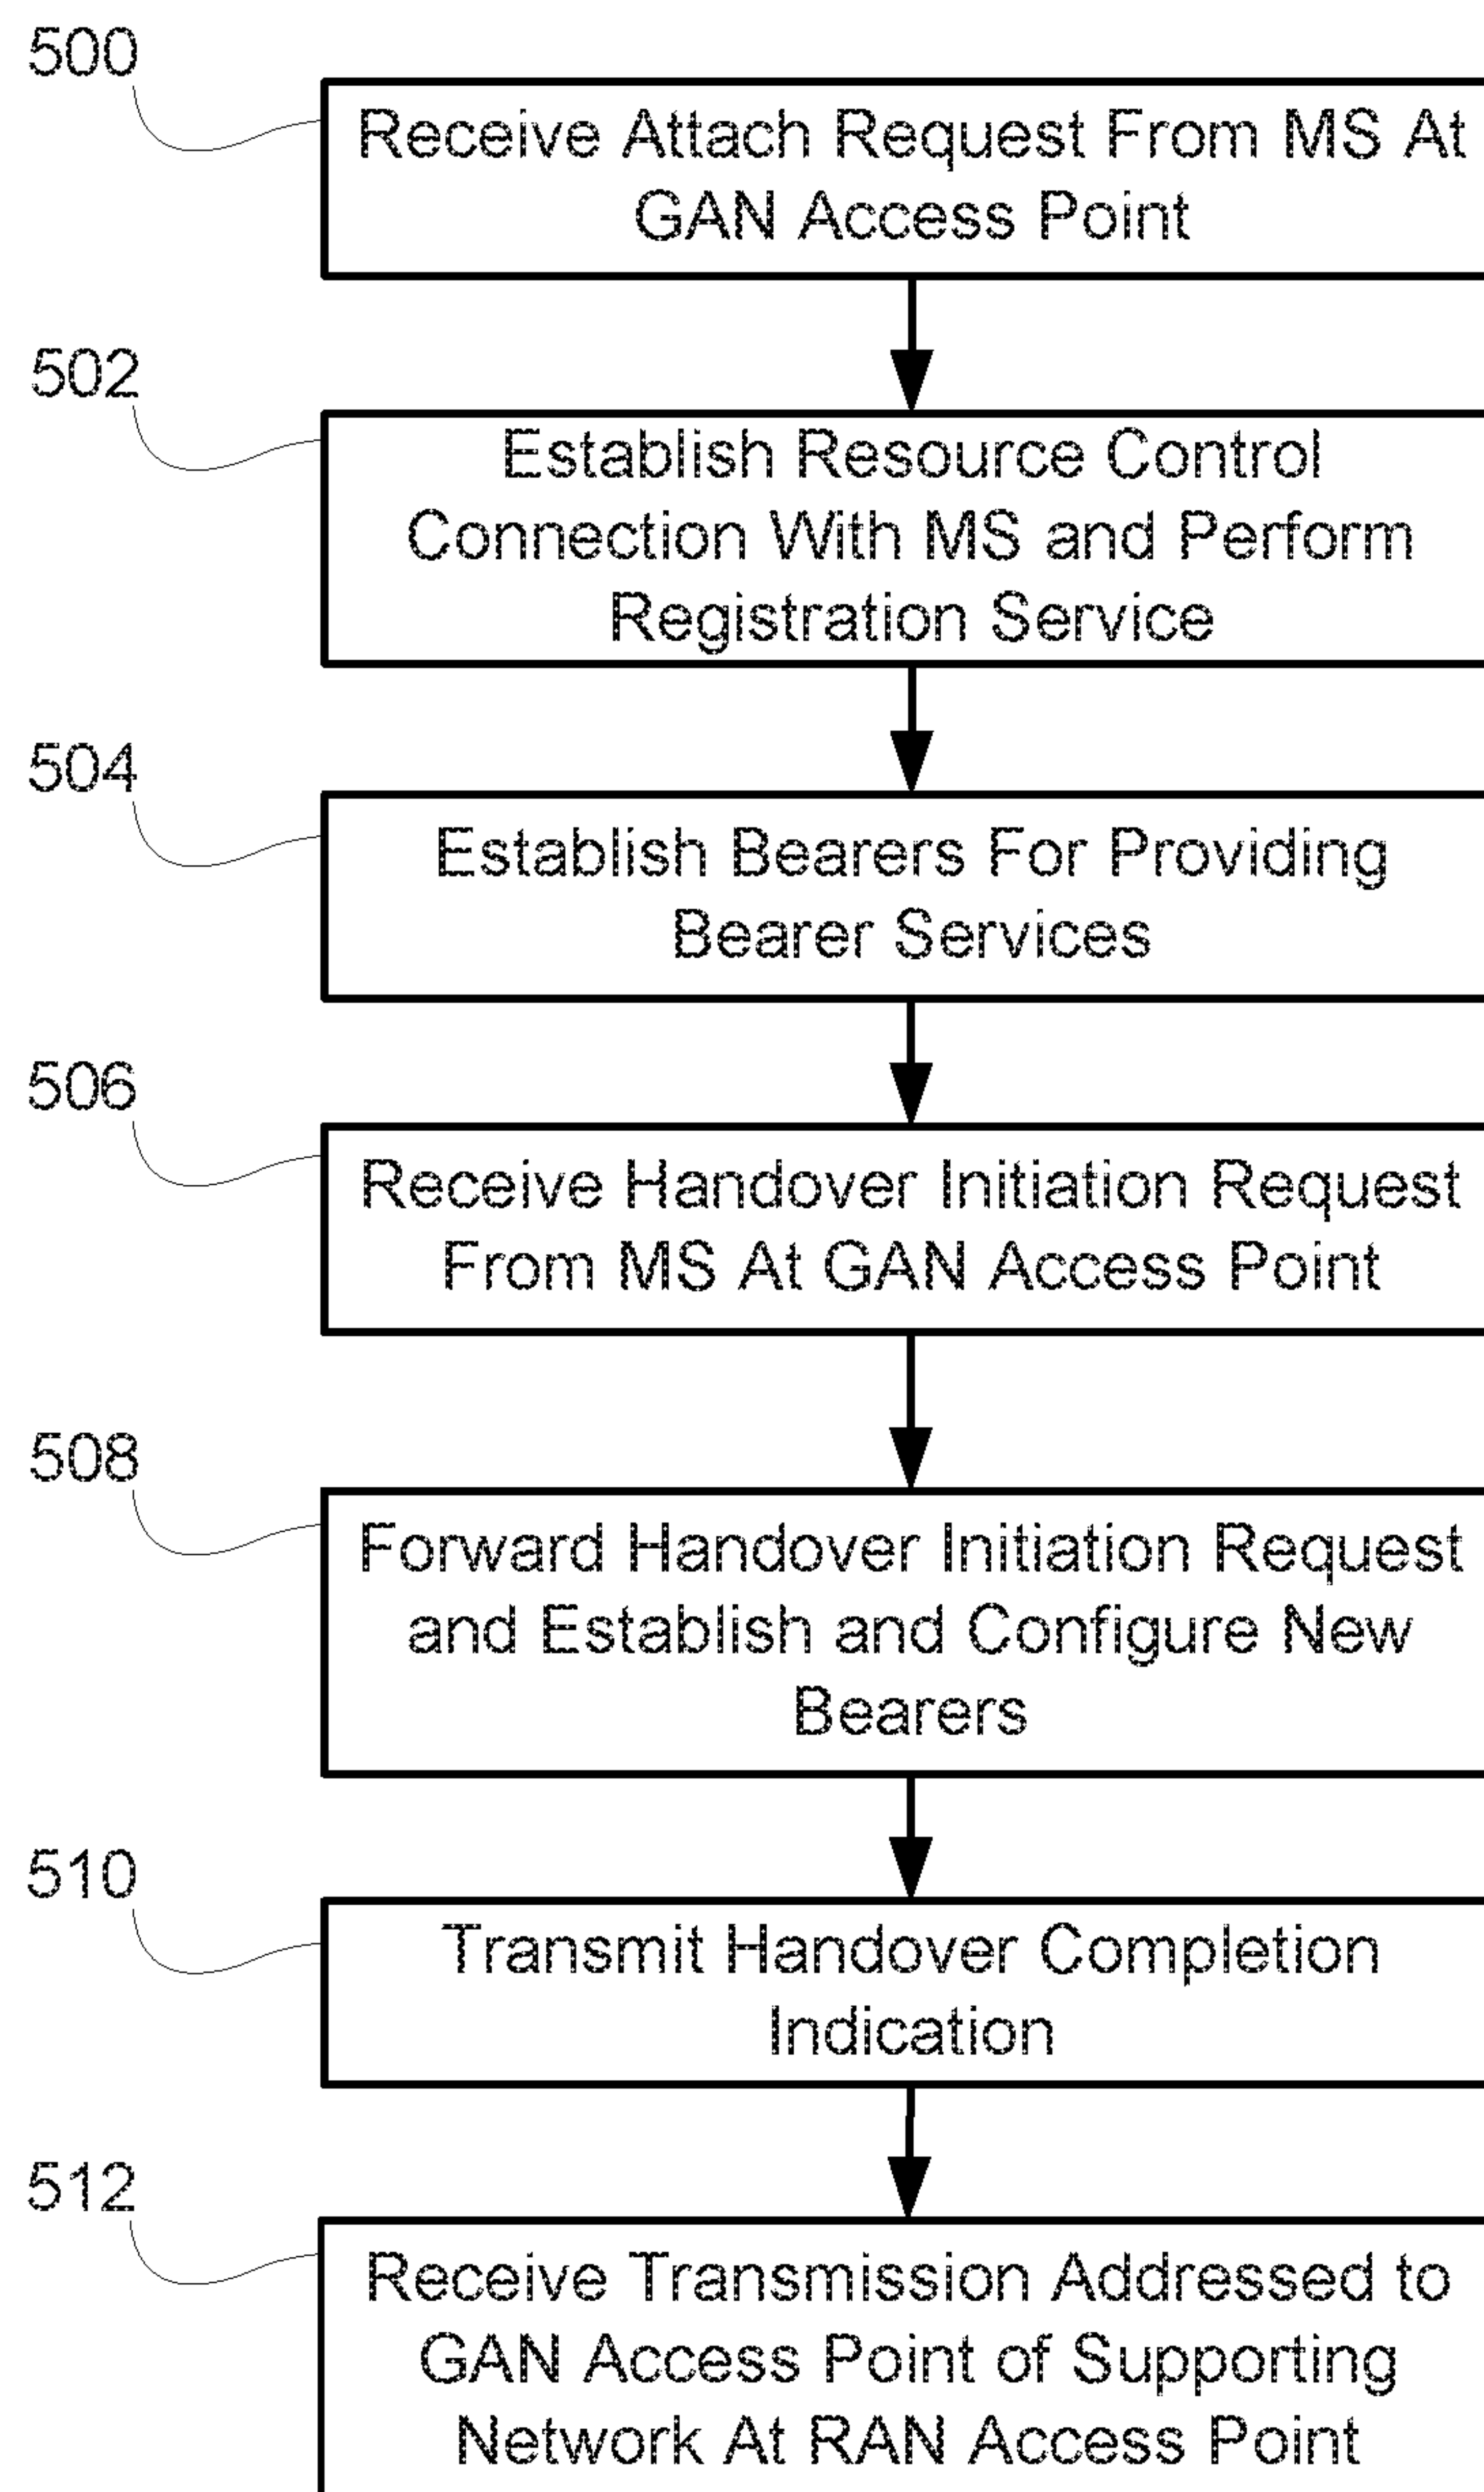 500
Receive Attach Request From MS At
GAN Access Point
502
Establish Resource Control
Connection With MS and Perform
Registration Service
504
Establish Bearers For Providing
Bearer Services
506
Receive Handover Initiation Request
From MS At GAN Access Point
508
Forward Handover Initiation Request
and Establish and Configure New
Bearers
510
Transmit Handover Completion
Indication
512
Receive Transmission Addressed to
GAN Access Point of Supporting
Network At RAN Access Point